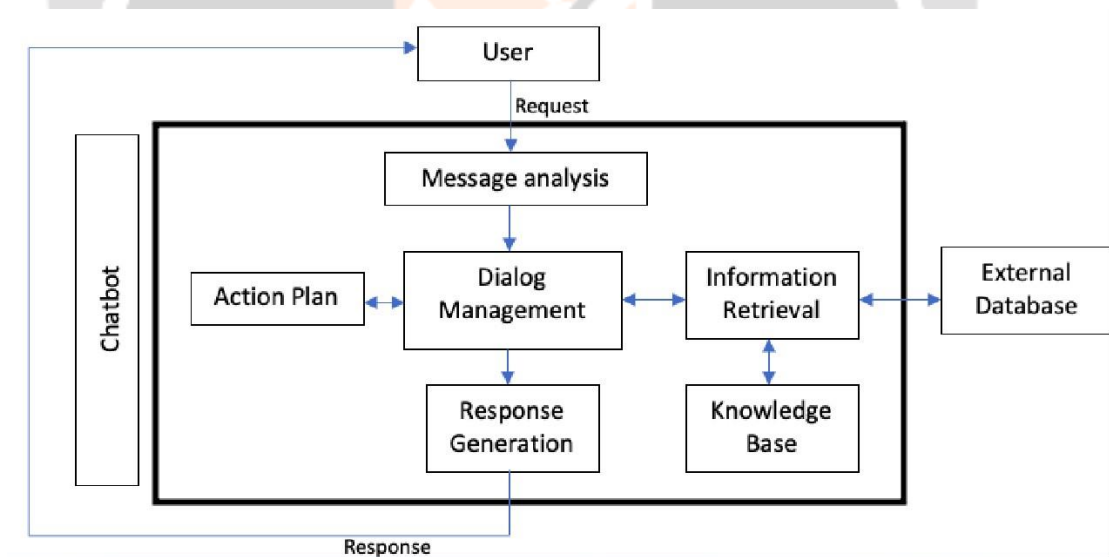 User
Request
Message analysis
Chatbot
Action Plan
Dialog
Management
Information
Retrieval
External
Database
Response
Generation
Knowledge
Base
Response